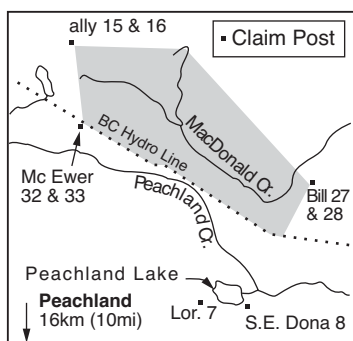 ally 15 & 16
Claim Post
BC Hydro Line
MacDonald Cr.
Mc Ewer
32 & 33
Peachland Cr.
Bill 27
& 28
Peachland Lake
Peachland
16km (10mi)
Lor. 7
S.E. Dona 8